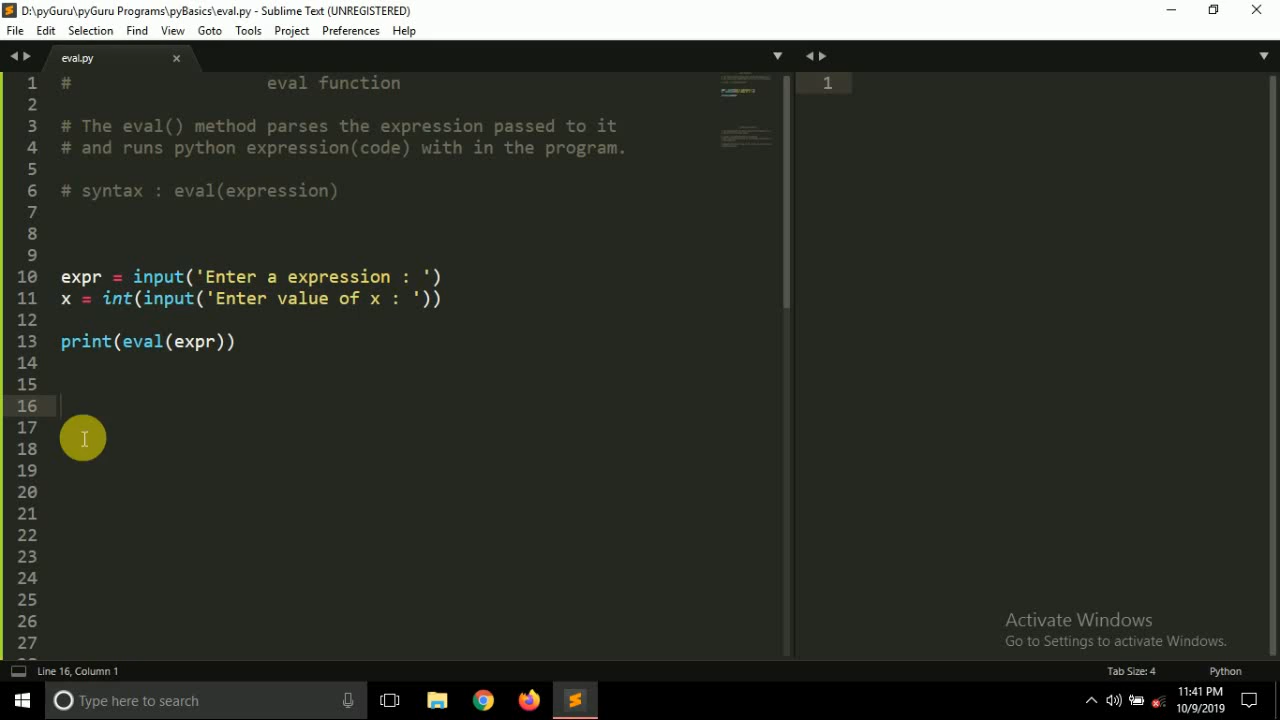 D:\pyGuru\pyGuru Programs\pyBasics\eval.py - Sublime Text (UNREGISTERED)
File Edit Selection Find View Goto Tools Project Preferences Help
eval.py
1 # eval function
2
3 # The eval() method parses the expression passed to it
4 # and runs python expression(code) with in the program.
5
6 # syntax : eval(expression)
7
8
9
10 expr = input('Enter a expression : ')
11 x = int(input('Enter value of x : '))
12
13 print(eval(expr))
14
15
16
17
18
19
20
21
22
23
24
25
26
27
1
Activate Windows
Go to Settings to activate Windows.
Line 16, Column 1
Tab Size: 4
Python
Type here to search
11:41 PM
10/9/2019